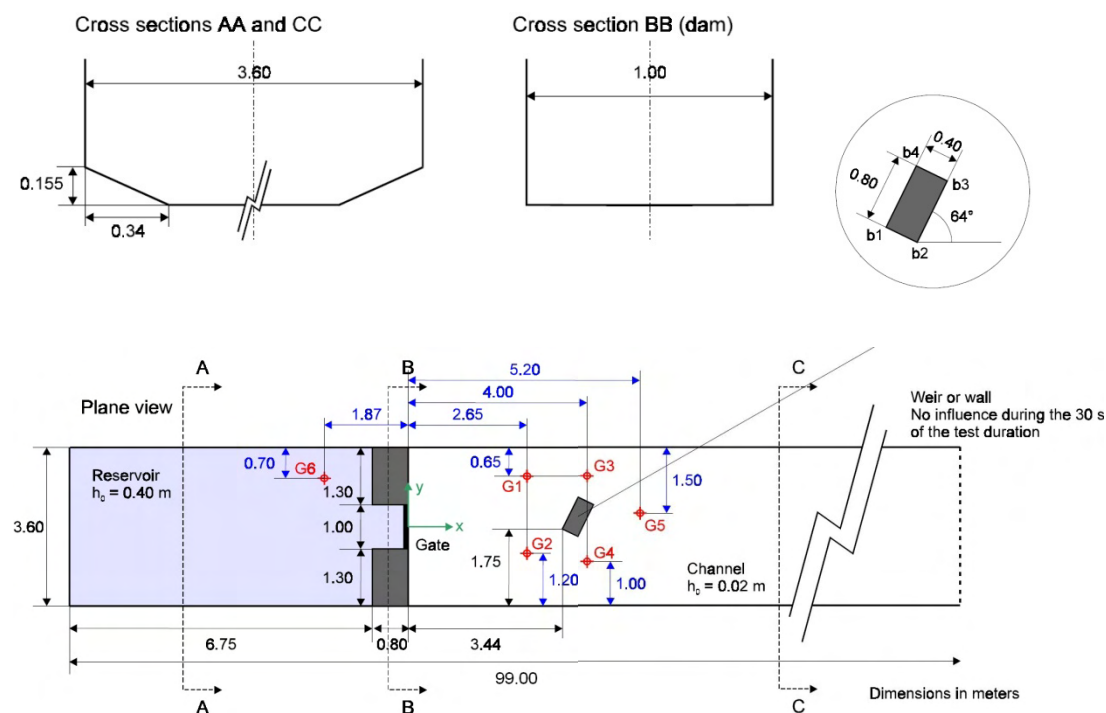 Cross sections AA and CC
Cross section BB (dam)
3.60
1.00
0.155
0.34
0.40
b4
0.80
b3
64°
b1
b2
A
B
C
5.20
4.00
Plane view
1.87
2.65
Weir or wall
No influence during the 30 s
of the test duration
0.70
G6
1.30
0.65
G1
G3
1.50
Reservoir
h₀ = 0.40 m
y
3.60
1.00
x
G5
Gate
G2
G4
1.75
Channel
h₀ = 0.02 m
1.30
1.20
1.00
6.75
0.80
3.44
99.00
A
B
C
Dimensions in meters